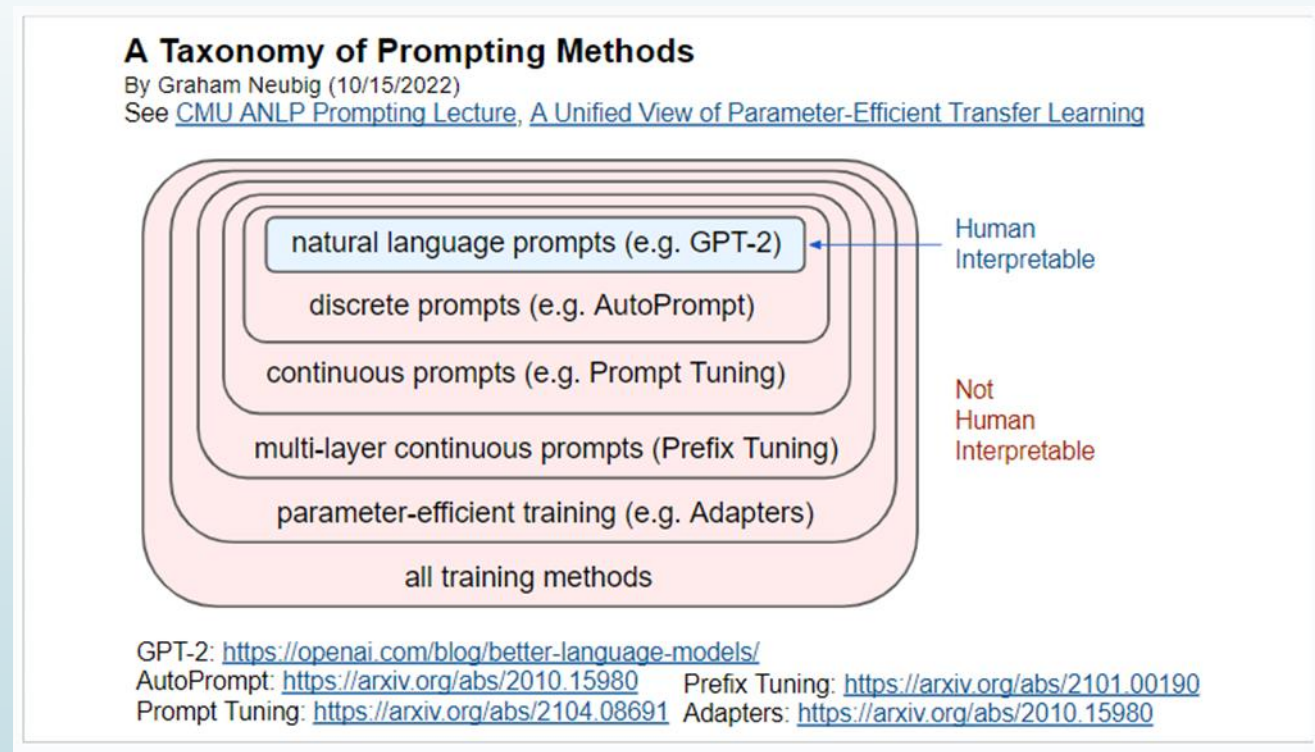 A Taxonomy of Prompting Methods
By Graham Neubig (10/15/2022)
See CMU ANLP Prompting Lecture, A Unified View of Parameter-Efficient Transfer Learning
natural language prompts (e.g. GPT-2)
Human
Interpretable
discrete prompts (e.g. AutoPrompt)
continuous prompts (e.g. Prompt Tuning)
Not
Human
Interpretable
multi-layer continuous prompts (Prefix Tuning)
parameter-efficient training (e.g. Adapters)
all training methods
GPT-2: https://openai.com/blog/better-language-models/
AutoPrompt: https://arxiv.org/abs/2010.15980
Prefix Tuning: https://arxiv.org/abs/2101.00190
Prompt Tuning: https://arxiv.org/abs/2104.08691
Adapters: https://arxiv.org/abs/2010.15980